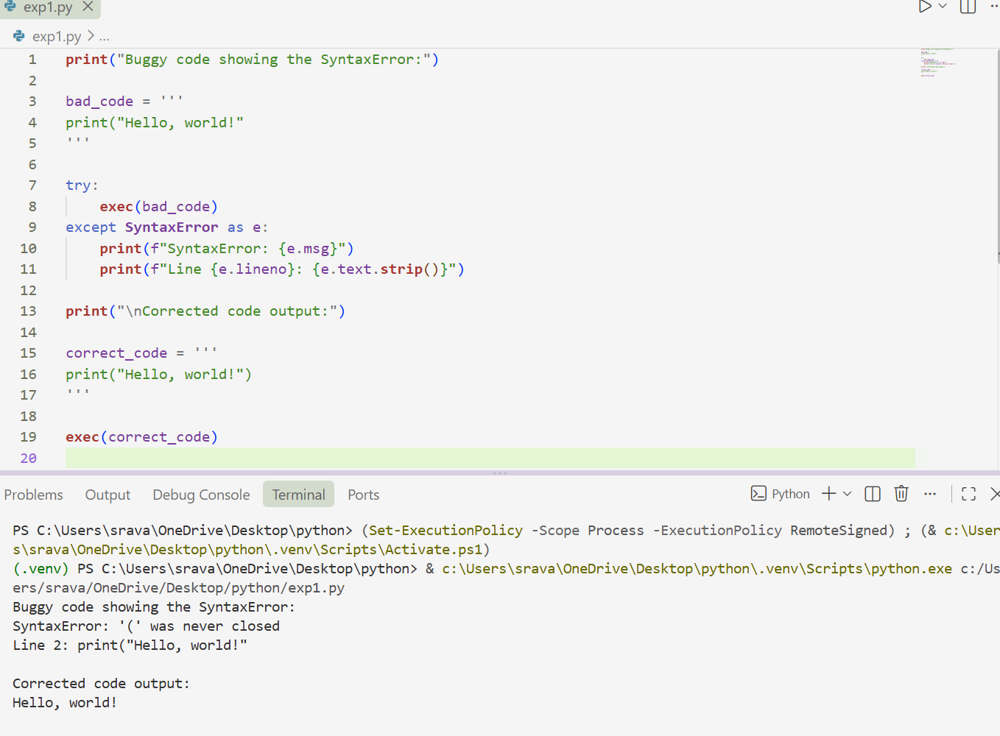 exp1.py
exp1.py > ...
1 print("Buggy code showing the SyntaxError:")
2
3 bad_code = '''
4 print("Hello, world!"
5 '''
6
7 try:
8     exec(bad_code)
9 except SyntaxError as e:
10     print(f"SyntaxError: {e.msg}")
11     print(f"Line {e.lineno}: {e.text.strip()}")
12
13 print("\nCorrected code output:")
14
15 correct_code = '''
16 print("Hello, world!")
17 '''
18
19 exec(correct_code)
20
Problems Output Debug Console Terminal Ports Python
PS C:\Users\srava\OneDrive\Desktop\python> (Set-ExecutionPolicy -Scope Process -ExecutionPolicy RemoteSigned) ; (& c:\User
s\srava\OneDrive\Desktop\python\.venv\Scripts\Activate.ps1)
(.venv) PS C:\Users\srava\OneDrive\Desktop\python> & c:\Users\srava\OneDrive\Desktop\python\.venv\Scripts\python.exe c:/Us
ers/srava/OneDrive/Desktop/python/exp1.py
Buggy code showing the SyntaxError:
SyntaxError: '(' was never closed
Line 2: print("Hello, world!"

Corrected code output:
Hello, world!